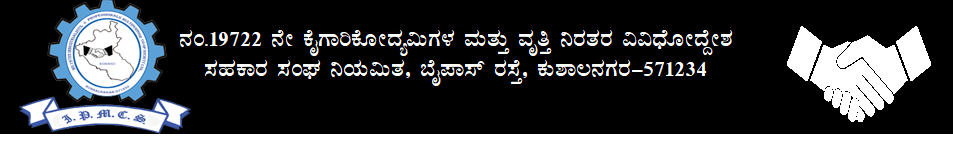 ನಂ.19722 ನೇ ಕೈಗಾರಿಕೋದ್ಯಮಿಗಳ ಮತ್ತು ವೃತ್ತಿ ನಿರತರ ವಿವಿಧೋದ್ದೇಶ
ಸಹಕಾರ ಸಂಘ ನಿಯಮಿತ, ಬೈಪಾಸ್ ರಸ್ತೆ, ಕುಶಾಲನಗರ–571234
I.P.M.C.S.